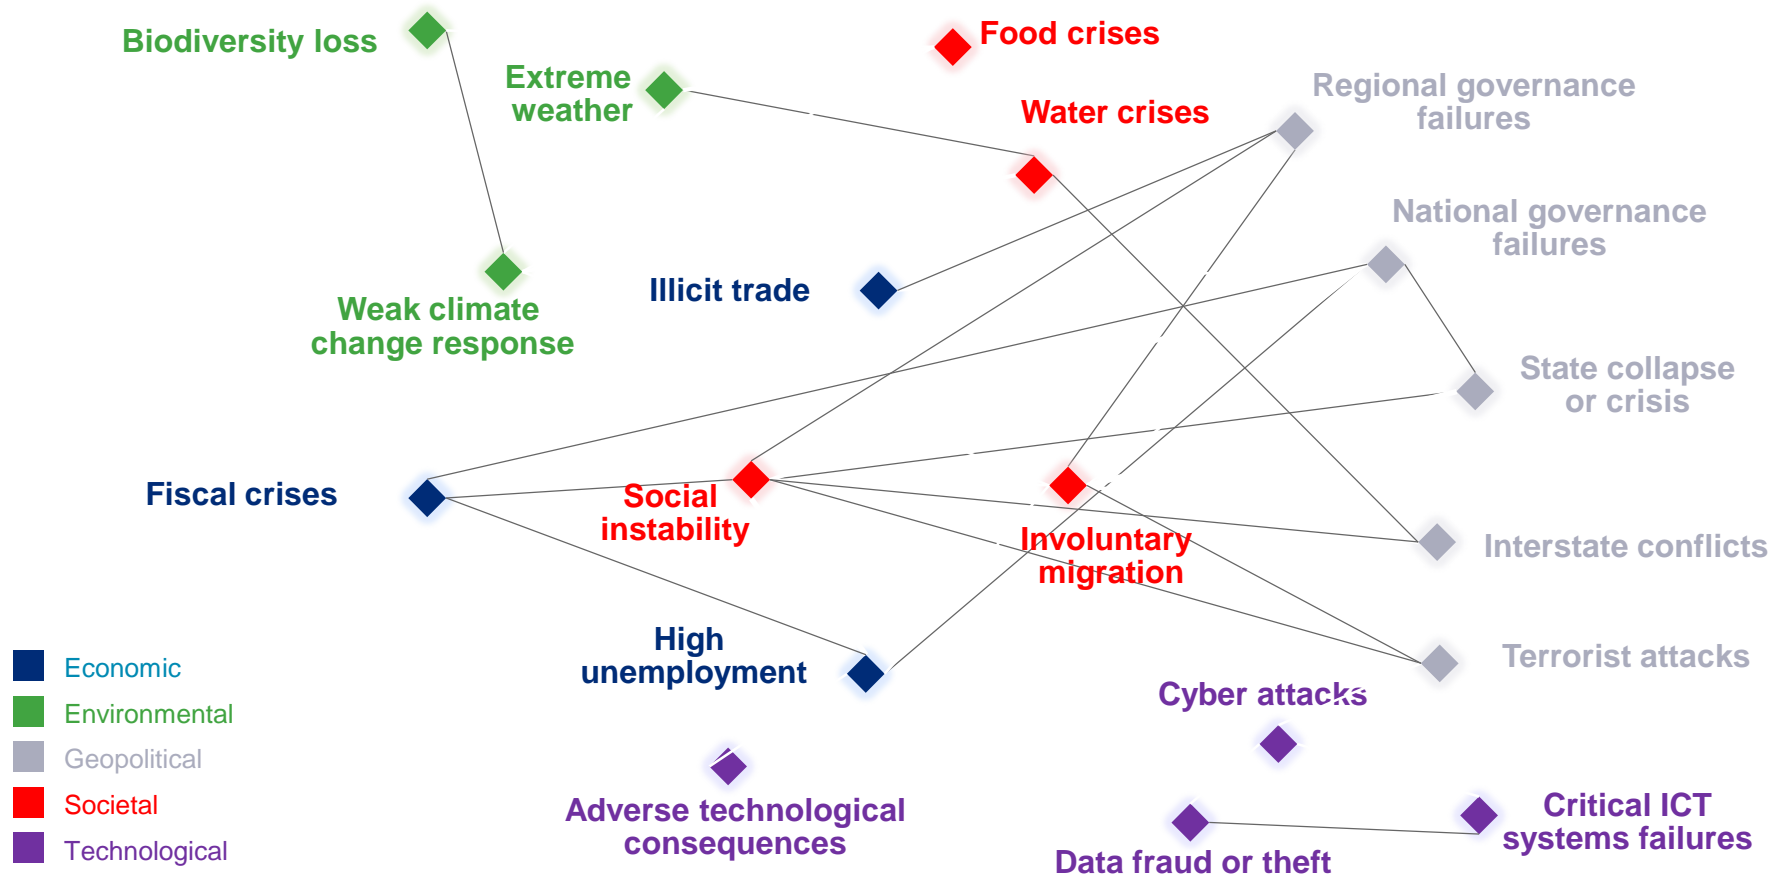 Biodiversity loss
Extreme
weather
Food crises
Water crises
Regional governance
failures
National governance
failures
Illicit trade
Weak climate
change response
State collapse
or crisis
Fiscal crises
Social
instability
Involuntary
migration
Interstate conflicts
High
unemployment
Terrorist attacks
Cyber attacks
Adverse technological
consequences
Data fraud or theft
Critical ICT
systems failures
Economic
Environmental
Geopolitical
Societal
Technological